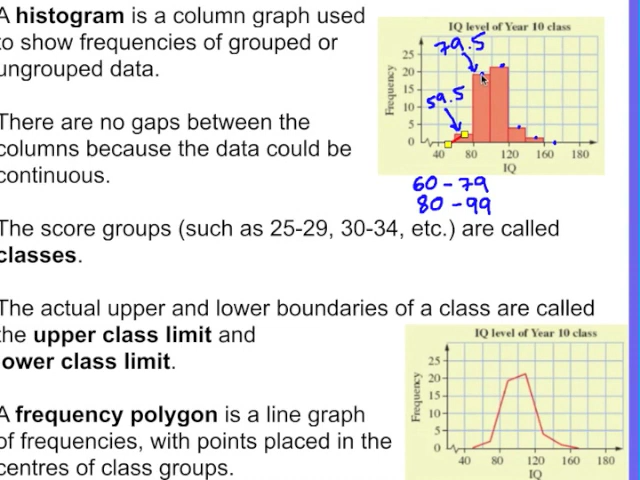 A histogram is a column graph used
to show frequencies of grouped or
ungrouped data.
There are no gaps between the
columns because the data could be
continuous.
IQ level of Year 10 class
79.5
59.5
Frequency
25
20
15
10
5
0
40 80 120 160 180
IQ
60 - 79
80 - 99
The score groups (such as 25-29, 30-34, etc.) are called
classes.
The actual upper and lower boundaries of a class are called
the upper class limit and
lower class limit.
A frequency polygon is a line graph
of frequencies, with points placed in the
centres of class groups.
IQ level of Year 10 class
Frequency
25
20
15
10
5
0
40 80 120 160 180
IQ